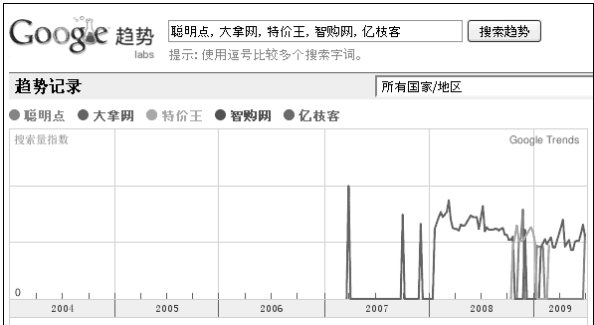 Google 趋势
labs
聪明点, 大拿网, 特价王, 智购网, 亿枝客
搜索趋势
提示: 使用逗号比较多个搜索字词。
趋势记录
所有国家/地区
聪明点 大拿网 特价王 智购网 亿枝客
搜索量指数
Google Trends
0
2004 2005 2006 2007 2008 2009